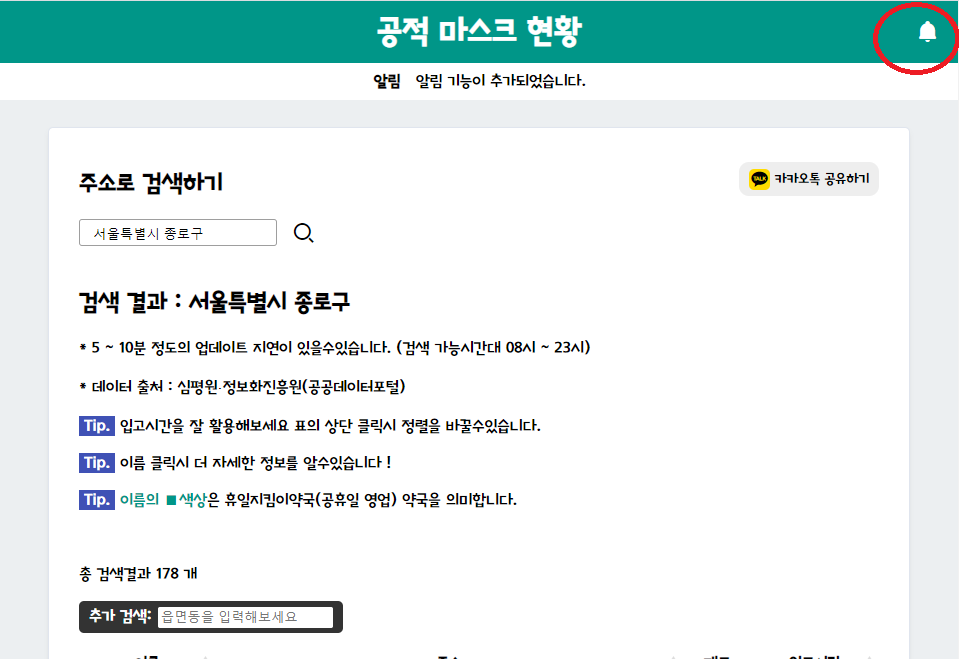 공적 마스크 현황
알림 알림 기능이 추가되었습니다.
주소로 검색하기
TALK 카카오톡 공유하기
서울특별시 종로구
검색 결과 : 서울특별시 종로구
* 5 ~ 10분 정도의 업데이트 지연이 있을수있습니다. (검색 가능시간대 08시 ~ 23시)
* 데이터 출처 : 심평원·정보화진흥원(공공데이터포털)
Tip. 입고시간을 잘 활용해보세요 표의 상단 클릭시 정렬을 바꿀수있습니다.
Tip. 이름 클릭시 더 자세한 정보를 알수있습니다 !
Tip. 이름의 ■색상은 휴일지킴이약국(공휴일 영업) 약국을 의미합니다.
총 검색결과 178 개
추가 검색: 읍면동을 입력해보세요